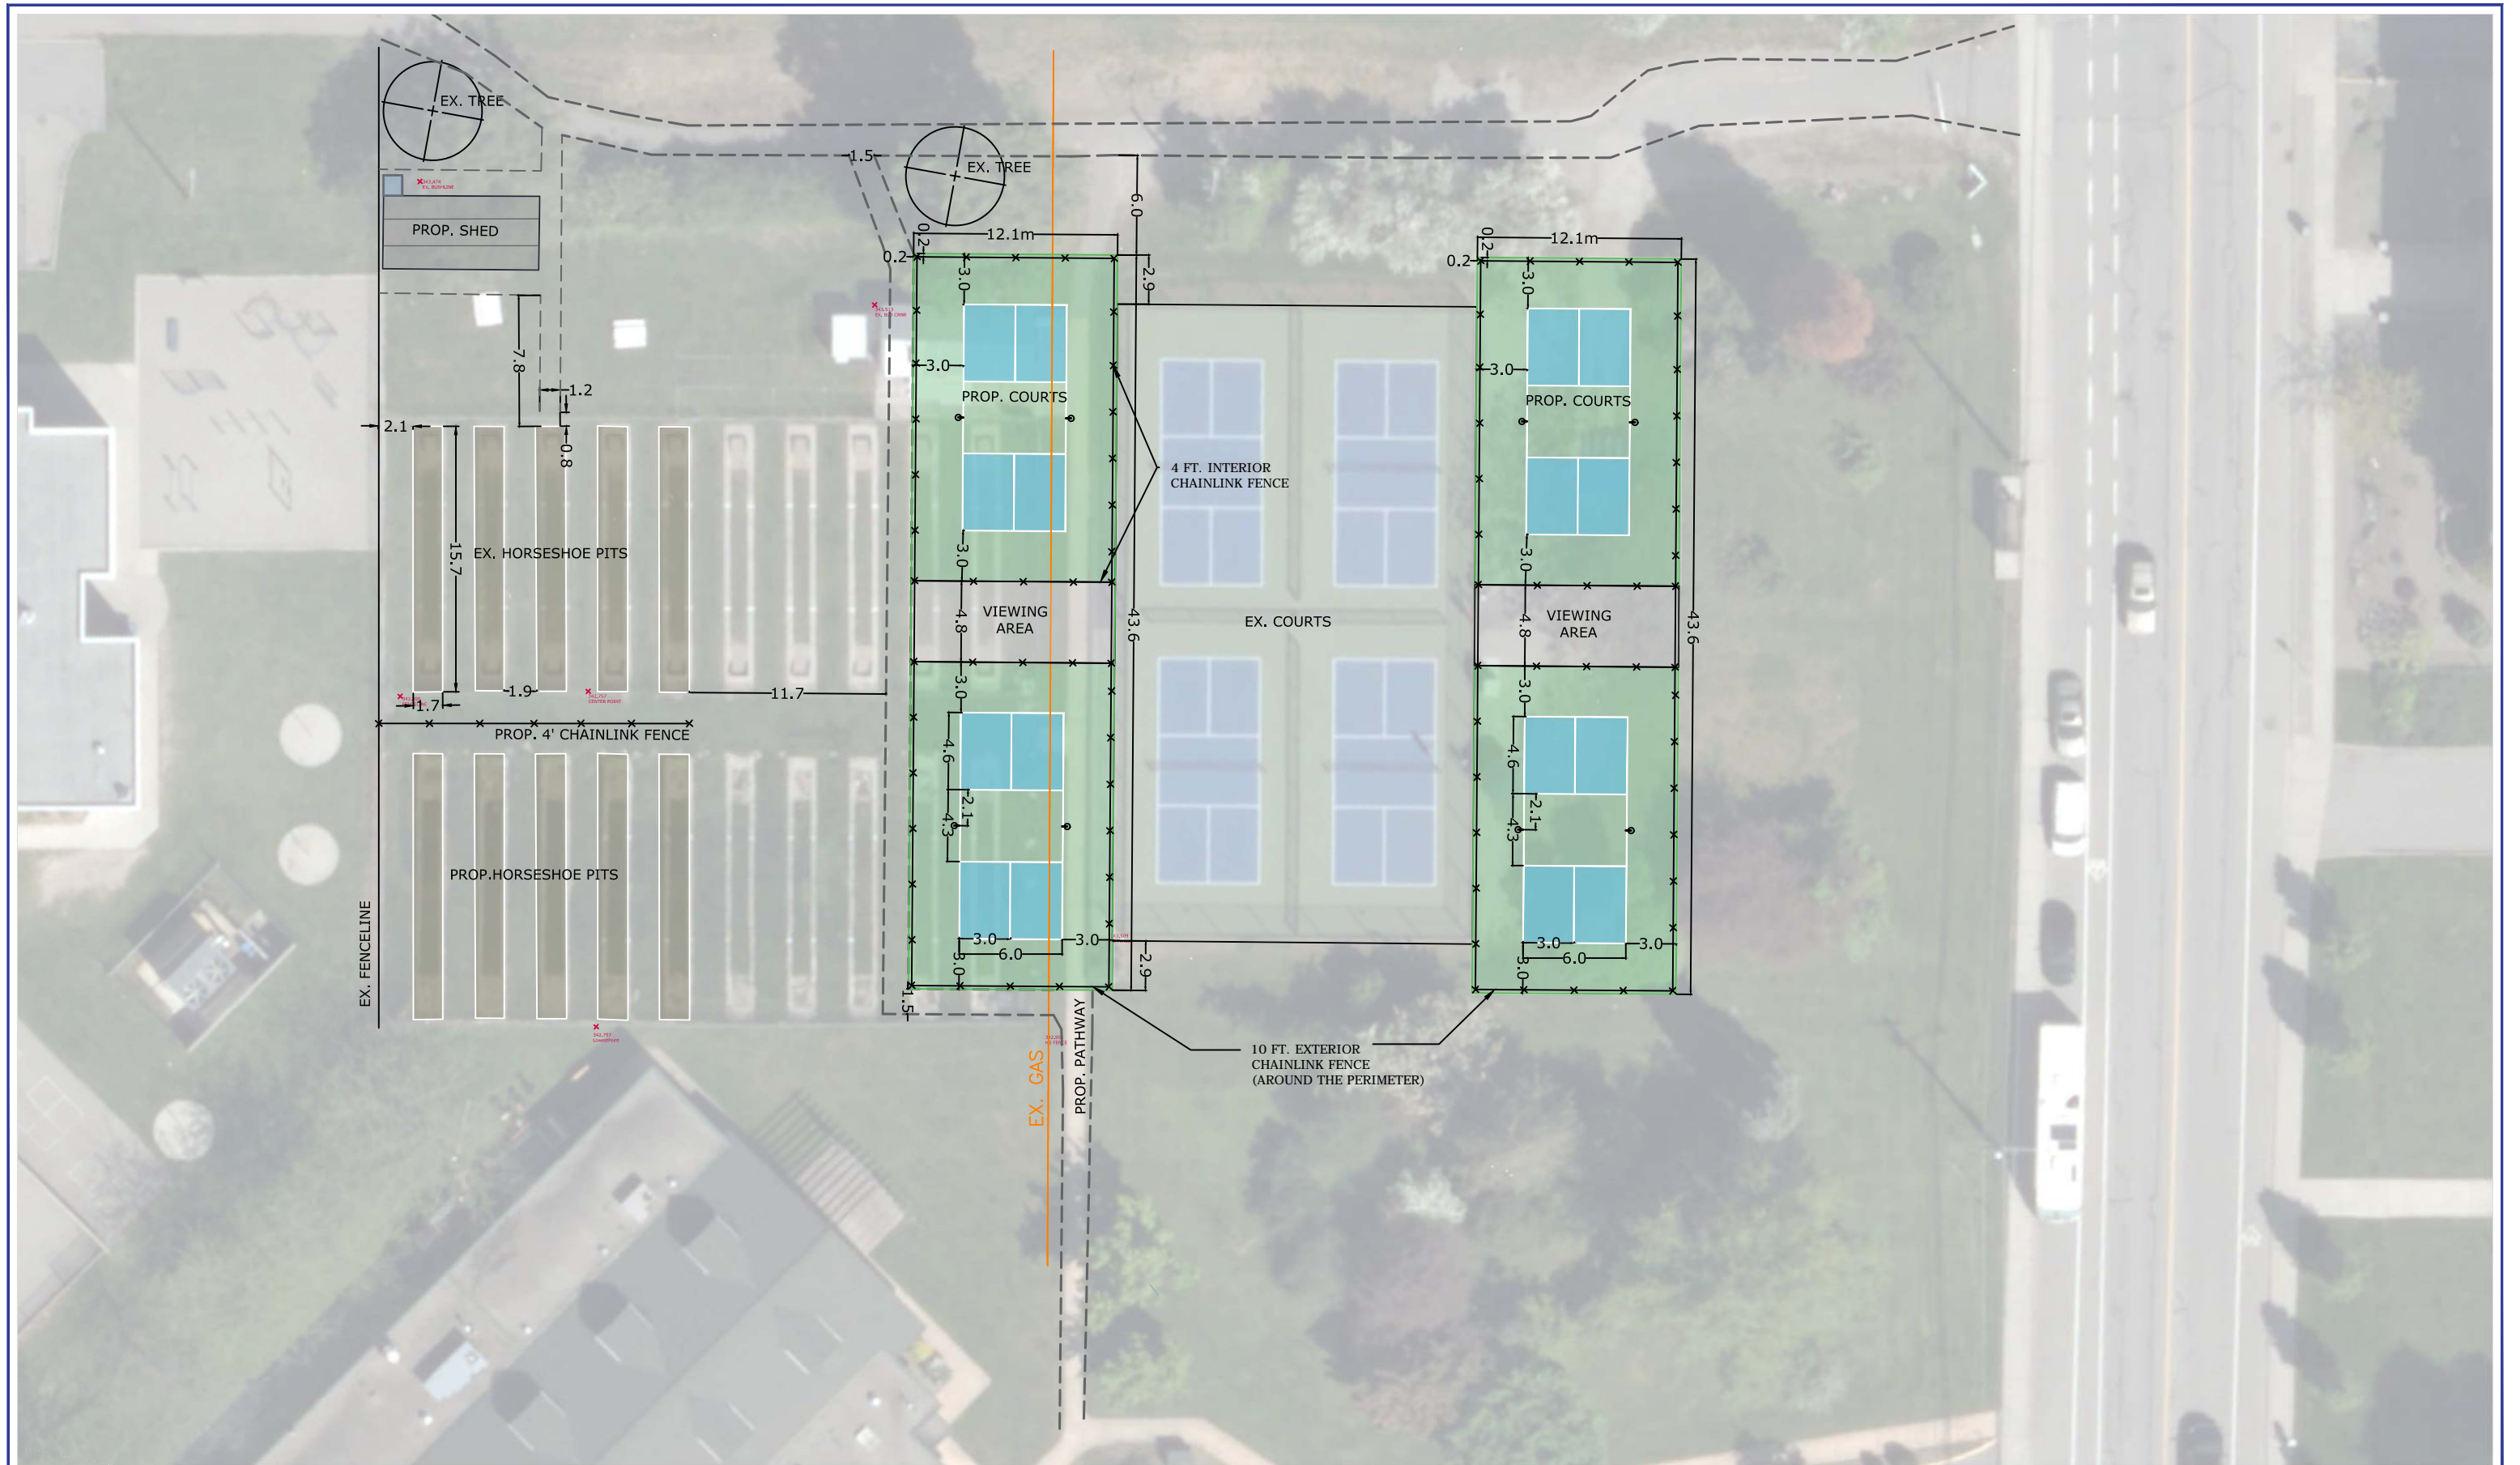 EX. TREE
1.5
EX. TREE
6.0
PROP. SHED
0.2
12.1m
0.2
12.1m
0.2
0.2
2.9
3.0
3.0
7.8
3.0
3.0
1.2
PROP. COURTS
PROP. COURTS
2.1
0.8
4 FT. INTERIOR
CHAINLINK FENCE
15.7
EX. HORSESHOE PITS
3.0
3.0
VIEWING
AREA
4.8
43.6
EX. COURTS
VIEWING
AREA
4.8
43.6
1.9
1.7
11.7
3.0
3.0
CENTER POINT
PROP. 4' CHAINLINK FENCE
4.6
4.6
2.1
4.3
2.1
4.3
PROP.HORSESHOE PITS
EX. FENCELINE
3.0
3.0
6.0
3.0
2.9
3.0
3.0
6.0
3.0
1.5
PROP. PATHWAY
EX. GAS
10 FT. EXTERIOR
CHAINLINK FENCE
(AROUND THE PERIMETER)